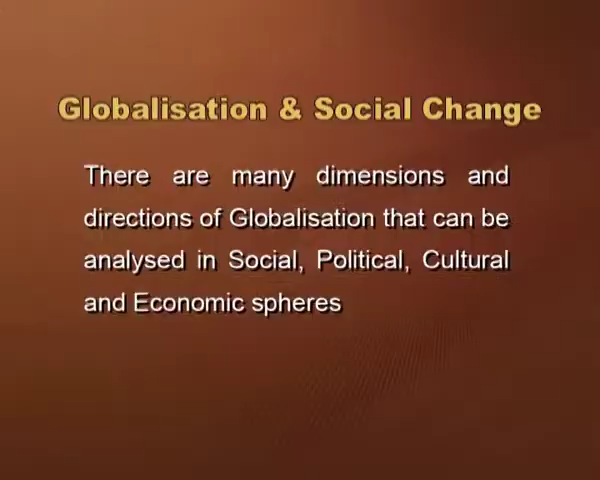 Globalisation & Social Change
There are many dimensions and
directions of Globalisation that can be
analysed in Social, Political, Cultural
and Economic spheres